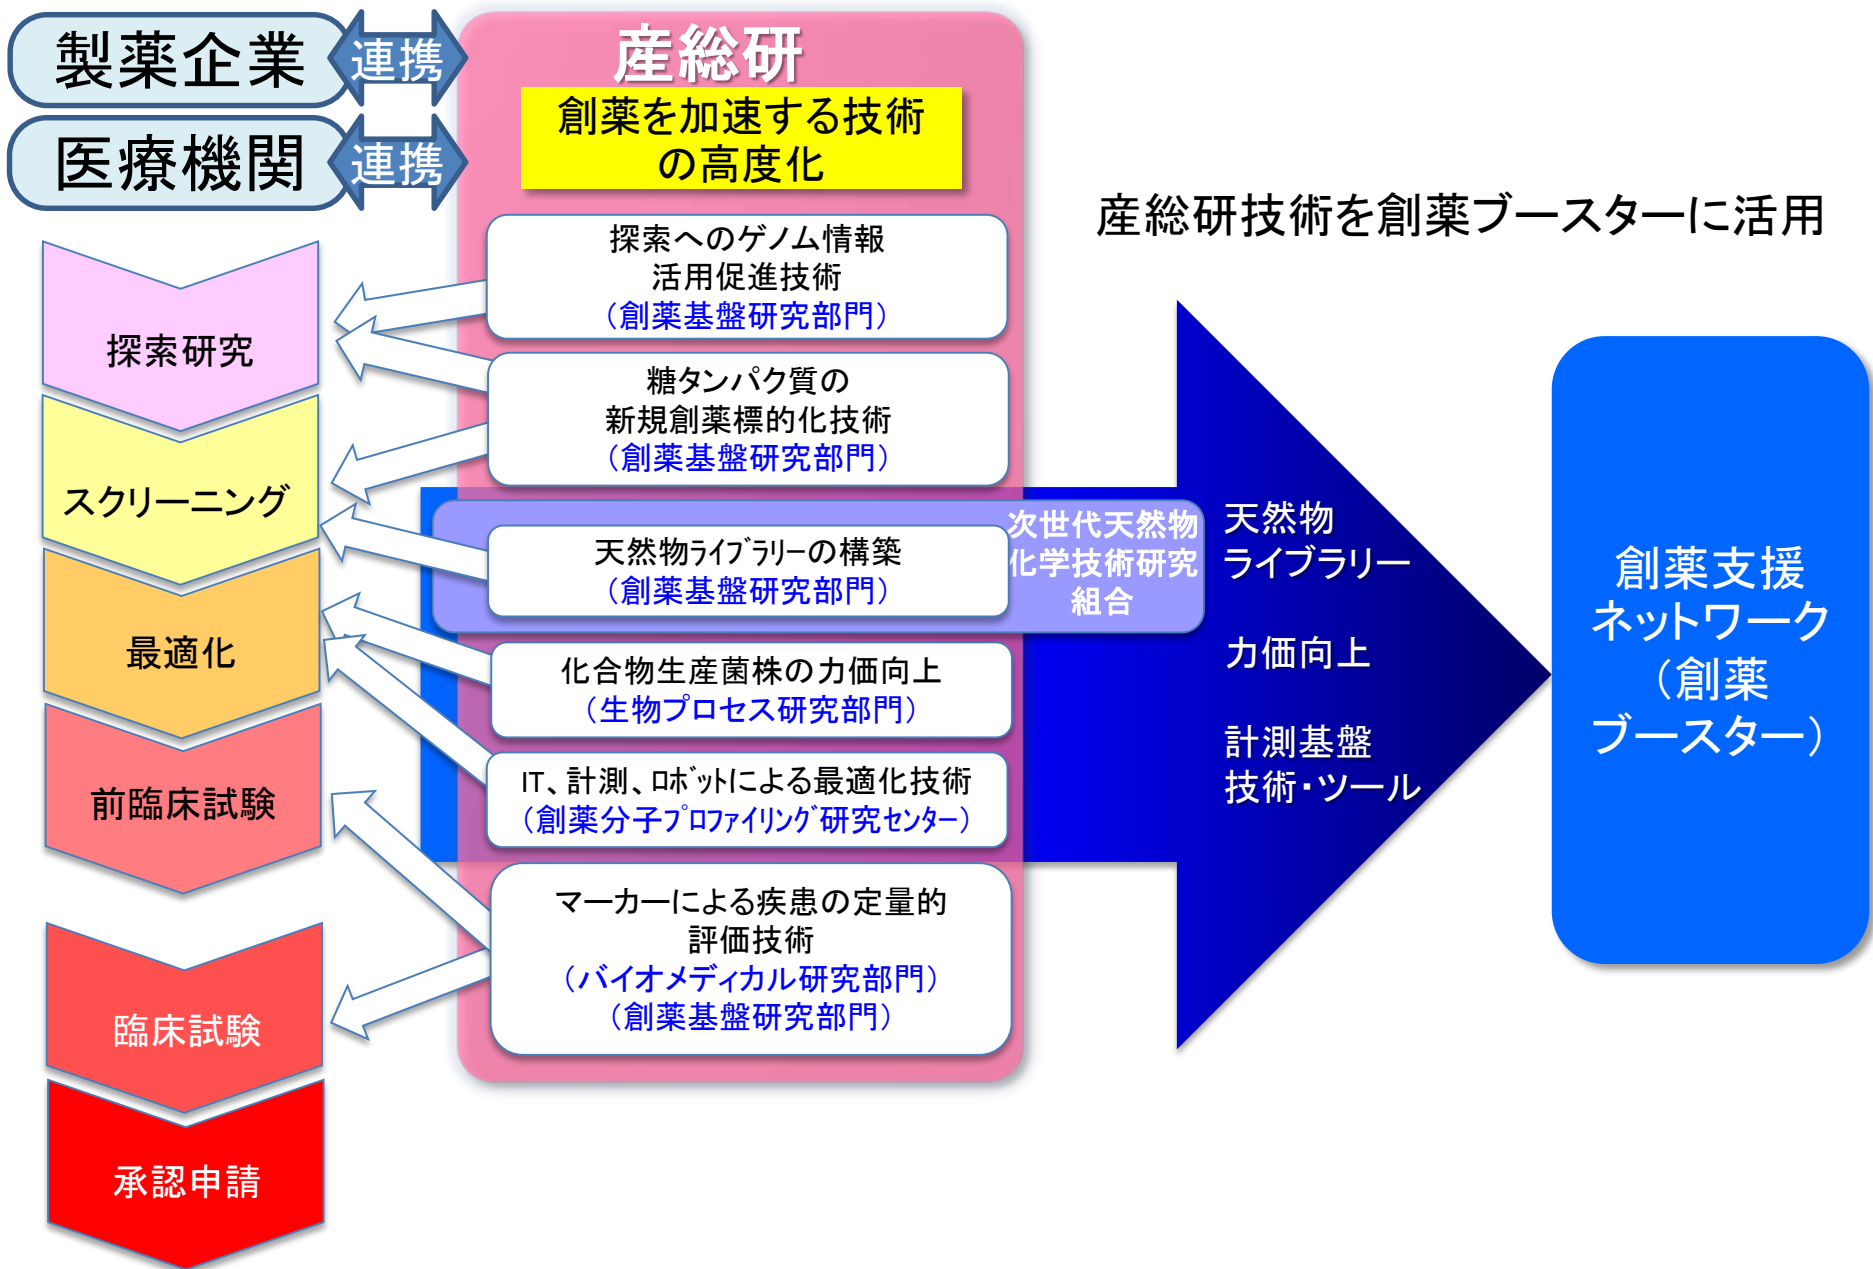 製薬企業
連携
医療機関
連携
産総研
創薬を加速する技術
の高度化
産総研技術を創薬ブースターに活用
探索研究
スクリーニング
最適化
前臨床試験
臨床試験
承認申請
探索へのゲノム情報
活用促進技術
（創薬基盤研究部門）
糖タンパク質の
新規創薬標的化技術
（創薬基盤研究部門）
天然物ﾗｲﾌﾞﾗﾘｰの構築
（創薬基盤研究部門）
次世代天然物
化学技術研究
組合
化合物生産菌株の力価向上
（生物プロセス研究部門）
IT、計測、ﾛﾎﾞｯﾄによる最適化技術
（創薬分子ﾌﾟﾛﾌｧｲﾘﾝｸﾞ研究ｾﾝﾀｰ）
マーカーによる疾患の定量的
評価技術
（バイオメディカル研究部門）
（創薬基盤研究部門）
天然物
ライブラリー
力価向上
計測基盤
技術・ツール
創薬支援
ネットワーク
（創薬
ブースター）